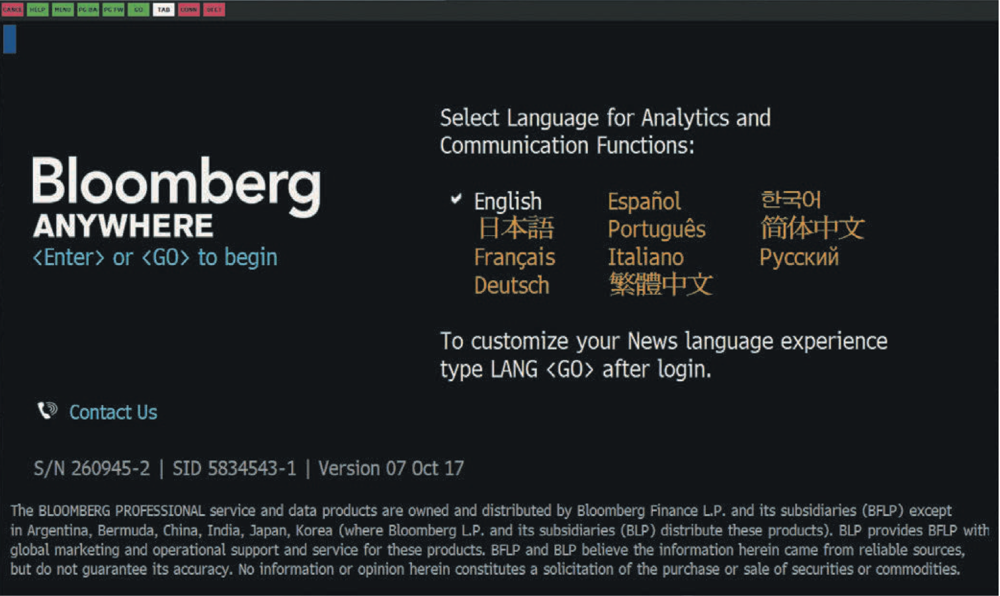 CANCL HELP MENU PG BA PG FW GO TAB CONN DFLT
Select Language for Analytics and
Communication Functions:
Bloomberg
ANYWHERE
<Enter> or <GO> to begin
English Español 한국어
日本語 Português 简体中文
Français Italiano Русский
Deutsch 繁體中文
To customize your News language experience
type LANG <GO> after login.
Contact Us
S/N 260945-2 | SID 5834543-1 | Version 07 Oct 17
The BLOOMBERG PROFESSIONAL service and data products are owned and distributed by Bloomberg Finance L.P. and its subsidiaries (BFLP) except
in Argentina, Bermuda, China, India, Japan, Korea (where Bloomberg L.P. and its subsidiaries (BLP) distribute these products). BLP provides BFLP with
global marketing and operational support and service for these products. BFLP and BLP believe the information herein came from reliable sources,
but do not guarantee its accuracy. No information or opinion herein constitutes a solicitation of the purchase or sale of securities or commodities.